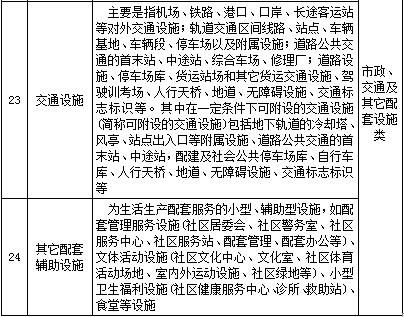 23
交通设施
主要是指机场、铁路、港口、口岸、长途客运站
等对外交通设施；轨道交通区间线路、站点、车辆
基地、车辆段、停车场以及附属设施；道路公共交
通的首末站、中途站、综合车场、修理厂；道路设
施、停车场库、货运站场和其它货运交通设施、驾
驶训考场、人行天桥、地道、无障碍设施、交通标
志标识等。其中在一定条件下可附设的交通设施
(简称可附设的交通设施)包括地下轨道的冷却塔、
风亭、站点出入口等附属设施、道路公共交通的首
末站、中途站，配建及社会公共停车场库、自行车
库、人行天桥、地道、无障碍设施、交通标志标识
等
市政、
交通及
其它配
套设施
类
24
其它配套
辅助设施
为生活生产配套服务的小型、辅助型设施，如配
套管理服务设施(社区居委会、社区警务室、社区
服务中心、社区服务站、配套管理、配套办公等)、
文体活动设施(社区文化中心、文化室、社区体育
活动场地、室内外运动设施、社区绿地等)、小型
卫生福利设施(社区健康服务中心、诊所、救助站)、
食堂等设施